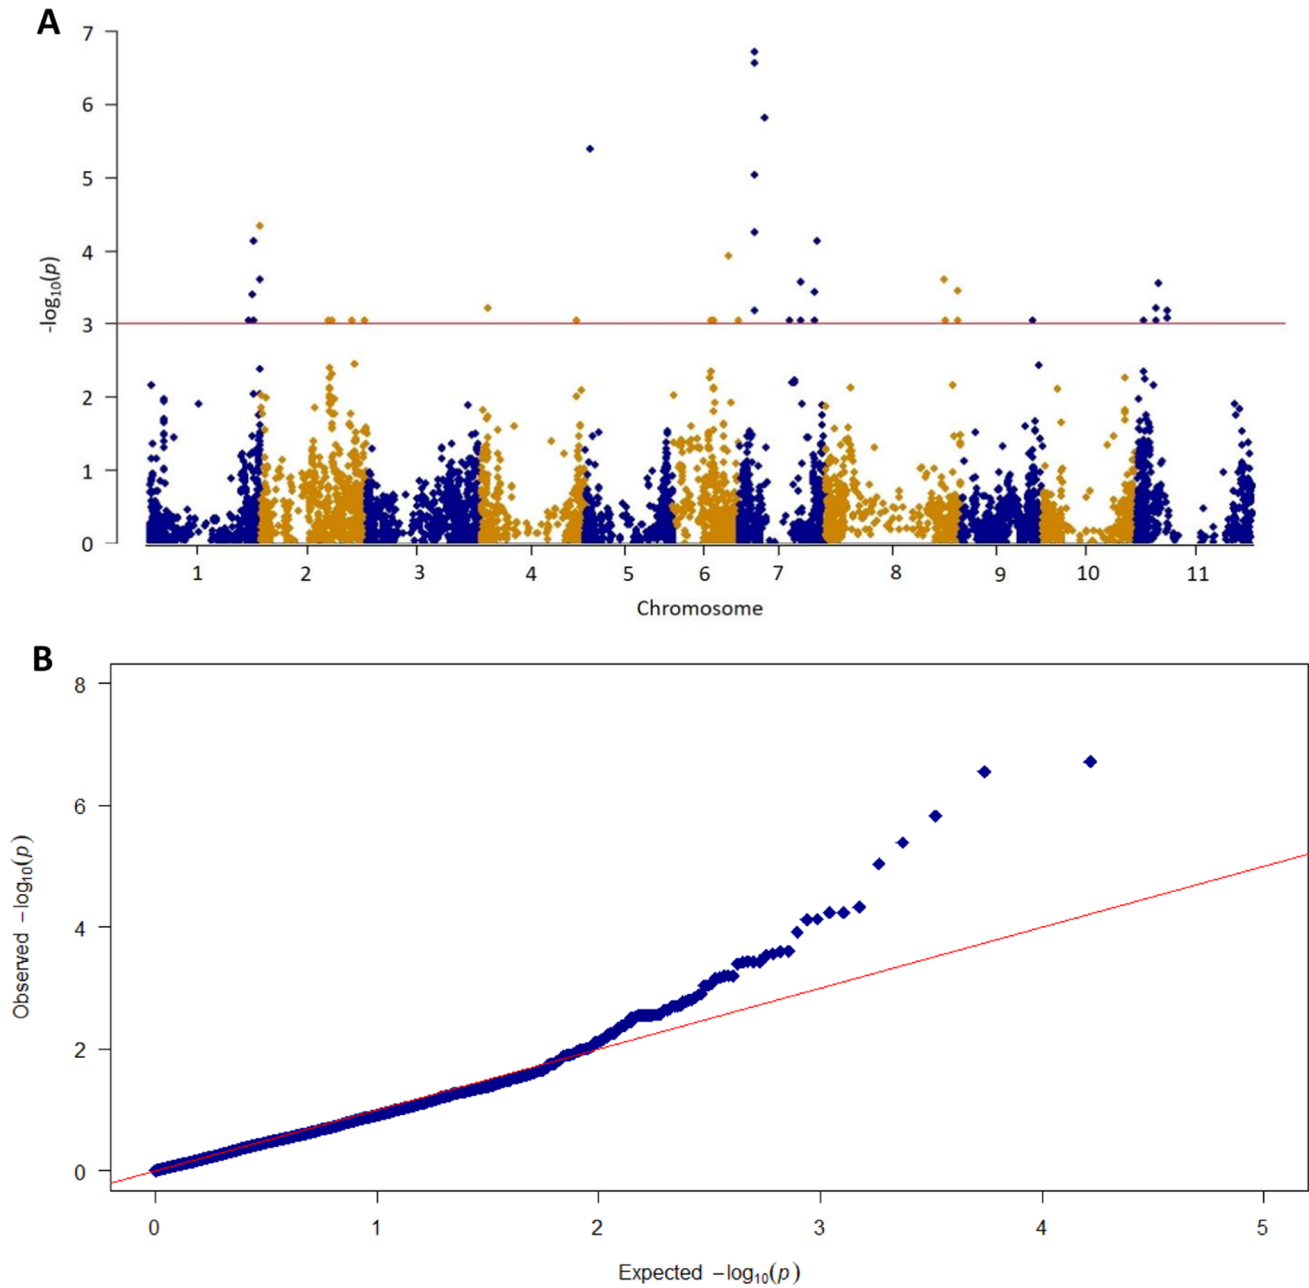 A
7
6
5
4
3
2
1
0
-log10(p)
1 2 3 4 5 6 7 8 9 10 11
Chromosome
B
8
6
4
2
0
Observed −log10(p)
0 1 2 3 4 5
Expected −log10(p)